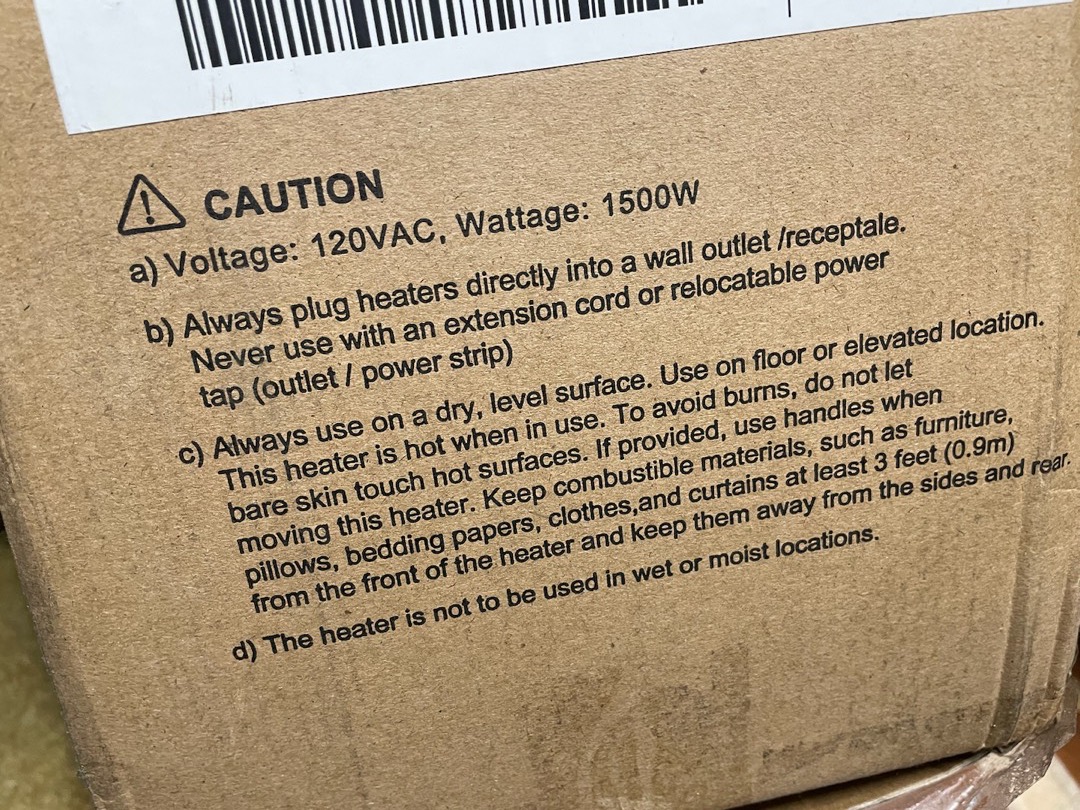 CAUTION
a) Voltage: 120VAC, Wattage: 1500W
b) Always plug heaters directly into a wall outlet /receptale.
Never use with an extension cord or relocatable power
tap (outlet / power strip)
c) Always use on a dry, level surface. Use on floor or elevated location.
This heater is hot when in use. To avoid burns, do not let
bare skin touch hot surfaces. If provided, use handles when
moving this heater. Keep combustible materials, such as furniture,
pillows, bedding papers, clothes,and curtains at least 3 feet (0.9m)
from the front of the heater and keep them away from the sides and rear.
d) The heater is not to be used in wet or moist locations.